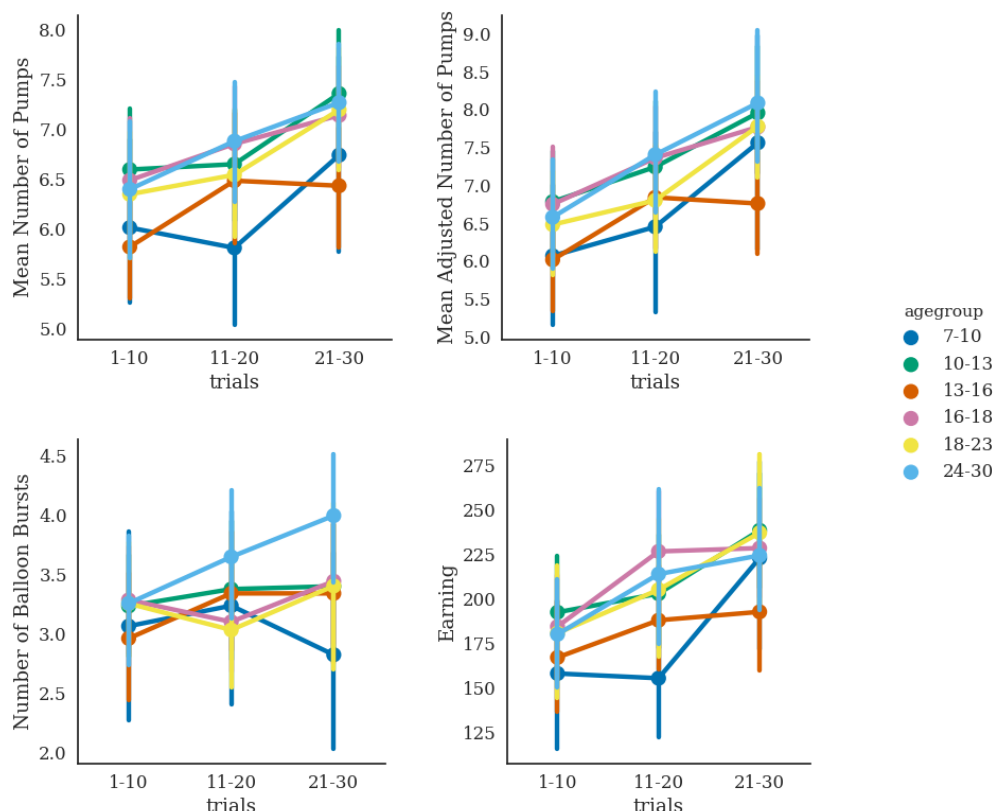 Mean Number of Pumps
8.0
7.5
7.0
6.5
6.0
5.5
5.0
1-10 11-20 21-30
trials
Mean Adjusted Number of Pumps
9.0
8.5
8.0
7.5
7.0
6.5
6.0
5.5
5.0
1-10 11-20 21-30
trials
agegroup
7-10
10-13
13-16
16-18
18-23
24-30
Number of Balloon Bursts
4.5
4.0
3.5
3.0
2.5
2.0
1-10 11-20 21-30
trials
Earning
275
250
225
200
175
150
125
1-10 11-20 21-30
trials